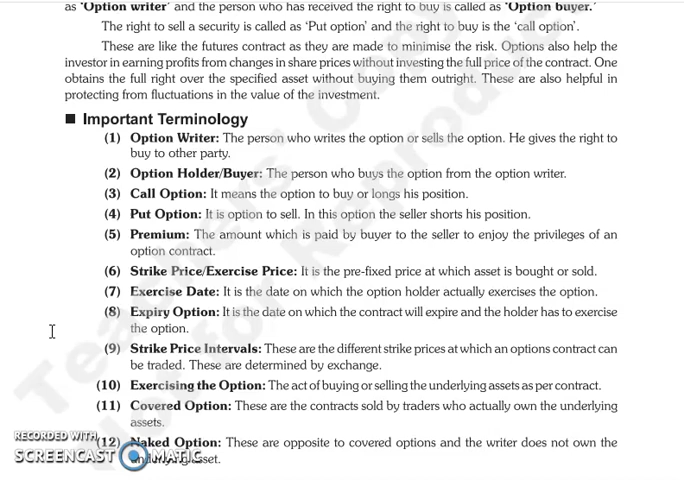 as ‘Option writer’ and the person who has received the right to buy is called as ‘Option buyer.’
The right to sell a security is called as ‘Put option’ and the right to buy is the ‘call option’.
These are like the futures contract as they are made to minimise the risk. Options also help the
investor in earning profits from changes in share prices without investing the full price of the contract. One
obtains the full right over the specified asset without buying them outright. These are also helpful in
protecting from fluctuations in the value of the investment.
■ Important Terminology
(1) Option Writer: The person who writes the option or sells the option. He gives the right to
buy to other party.
(2) Option Holder/Buyer: The person who buys the option from the option writer.
(3) Call Option: It means the option to buy or longs his position.
(4) Put Option: It is option to sell. In this option the seller shorts his position.
(5) Premium: The amount which is paid by buyer to the seller to enjoy the privileges of an
option contract.
(6) Strike Price/Exercise Price: It is the pre-fixed price at which asset is bought or sold.
(7) Exercise Date: It is the date on which the option holder actually exercises the option.
(8) Expiry Option: It is the date on which the contract will expire and the holder has to exercise
the option.
(9) Strike Price Intervals: These are the different strike prices at which an options contract can
be traded. These are determined by exchange.
(10) Exercising the Option: The act of buying or selling the underlying assets as per contract.
(11) Covered Option: These are the contracts sold by traders who actually own the underlying
assets.
(12) Naked Option: These are opposite to covered options and the writer does not own the
underlying asset.
RECORDED WITH
SCREENCAST MATIC